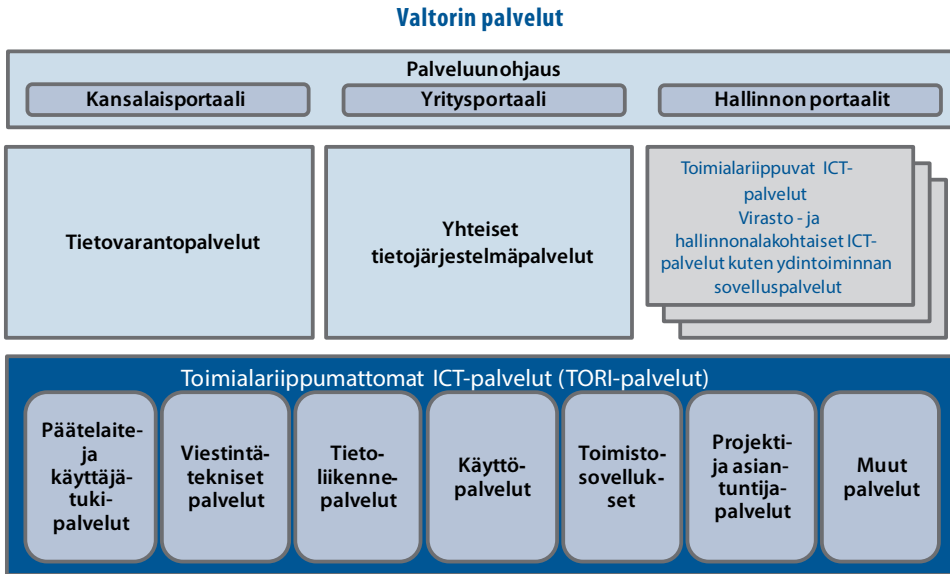 Valtorin palvelut
Palveluunohjaus
Kansalaisportaali
Yritysportaali
Hallinnon portaalit
Tietovarantopalvelut
Yhteiset
tietojärjestelmäpalvelut
Toimialariippuvat ICT-
palvelut
Virasto - ja
hallinnonalakohtaiset ICT-
palvelut kuten ydintoiminnan
sovelluspalvelut
Toimialariippumattomat ICT-palvelut (TORI-palvelut)
Päätelaite-
ja
käyttäjä-
tuki-
palvelut
Viestintä-
tekniset
palvelut
Tieto-
liikenne-
palvelut
Käyttö-
palvelut
Toimisto-
sovelluk-
set
Projekti-
ja asian-
tuntija-
palvelut
Muut
palvelut